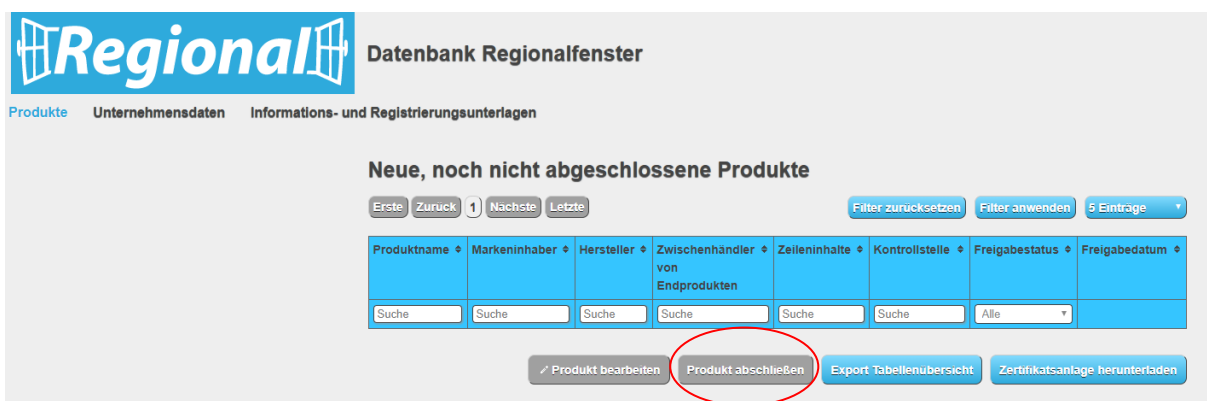 Regional
Datenbank Regionalfenster
Produkte Unternehmensdaten Informations- und Registrierungsunterlagen
Neue, noch nicht abgeschlossene Produkte
Erste Zurück 1 Nächste Letzte Filter zurücksetzen Filter anwenden 5 Einträge
Produktname Markeninhaber Hersteller Zwischenhändler von Endprodukten Zeileninhalte Kontrollstelle Freigabestatus Freigabedatum
Suche Suche Suche Suche Suche Suche Alle
Produkt bearbeiten Produkt abschließen Export Tabellenübersicht Zertifikatsanlage herunterladen